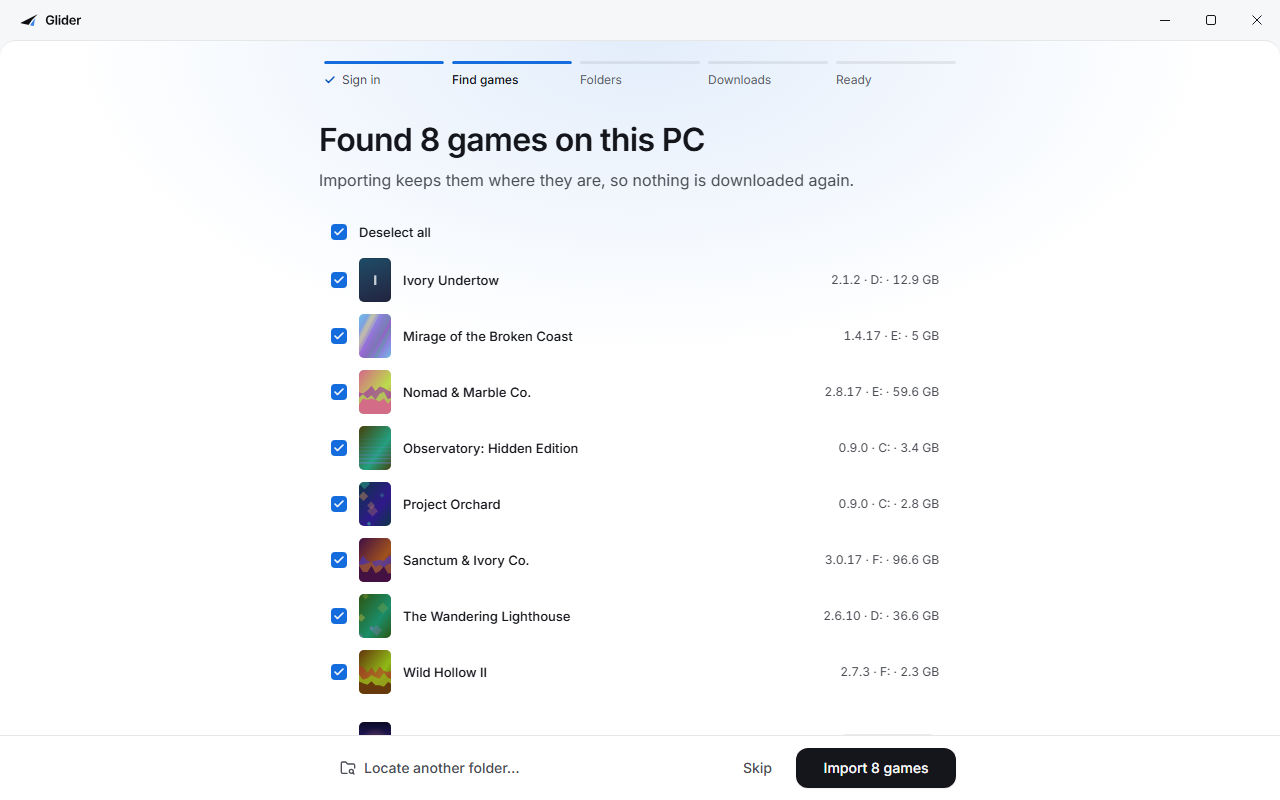 Glider
Sign in
Find games
Folders
Downloads
Ready
Found 8 games on this PC
Importing keeps them where they are, so nothing is downloaded again.
Deselect all
I
Ivory Undertow
2.1.2 · D: · 12.9 GB
Mirage of the Broken Coast
1.4.17 · E: · 5 GB
Nomad & Marble Co.
2.8.17 · E: · 59.6 GB
Observatory: Hidden Edition
0.9.0 · C: · 3.4 GB
Project Orchard
0.9.0 · C: · 2.8 GB
Sanctum & Ivory Co.
3.0.17 · F: · 96.6 GB
The Wandering Lighthouse
2.6.10 · D: · 36.6 GB
Wild Hollow II
2.7.3 · F: · 2.3 GB
Locate another folder...
Skip
Import 8 games